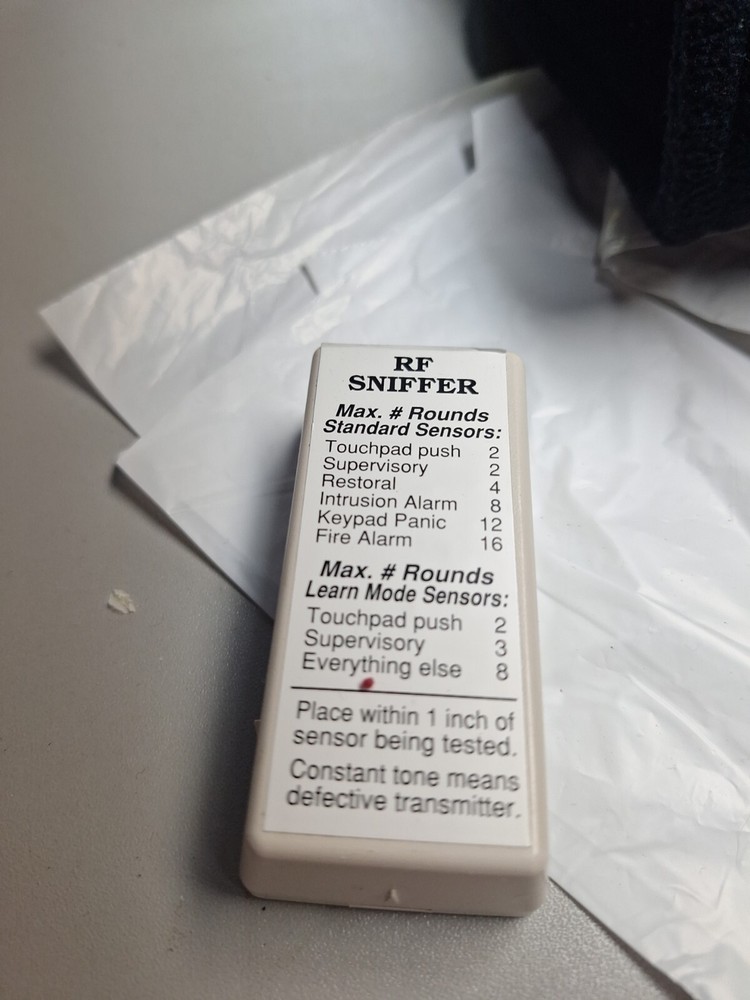 RF
SNIFFER
Max. # Rounds
Standard Sensors:
Touchpad push 2
Supervisory 2
Restoral 4
Intrusion Alarm 8
Keypad Panic 12
Fire Alarm 16
Max. # Rounds
Learn Mode Sensors:
Touchpad push 2
Supervisory 3
Everything else 8
Place within 1 inch of
sensor being tested.
Constant tone means
defective transmitter.